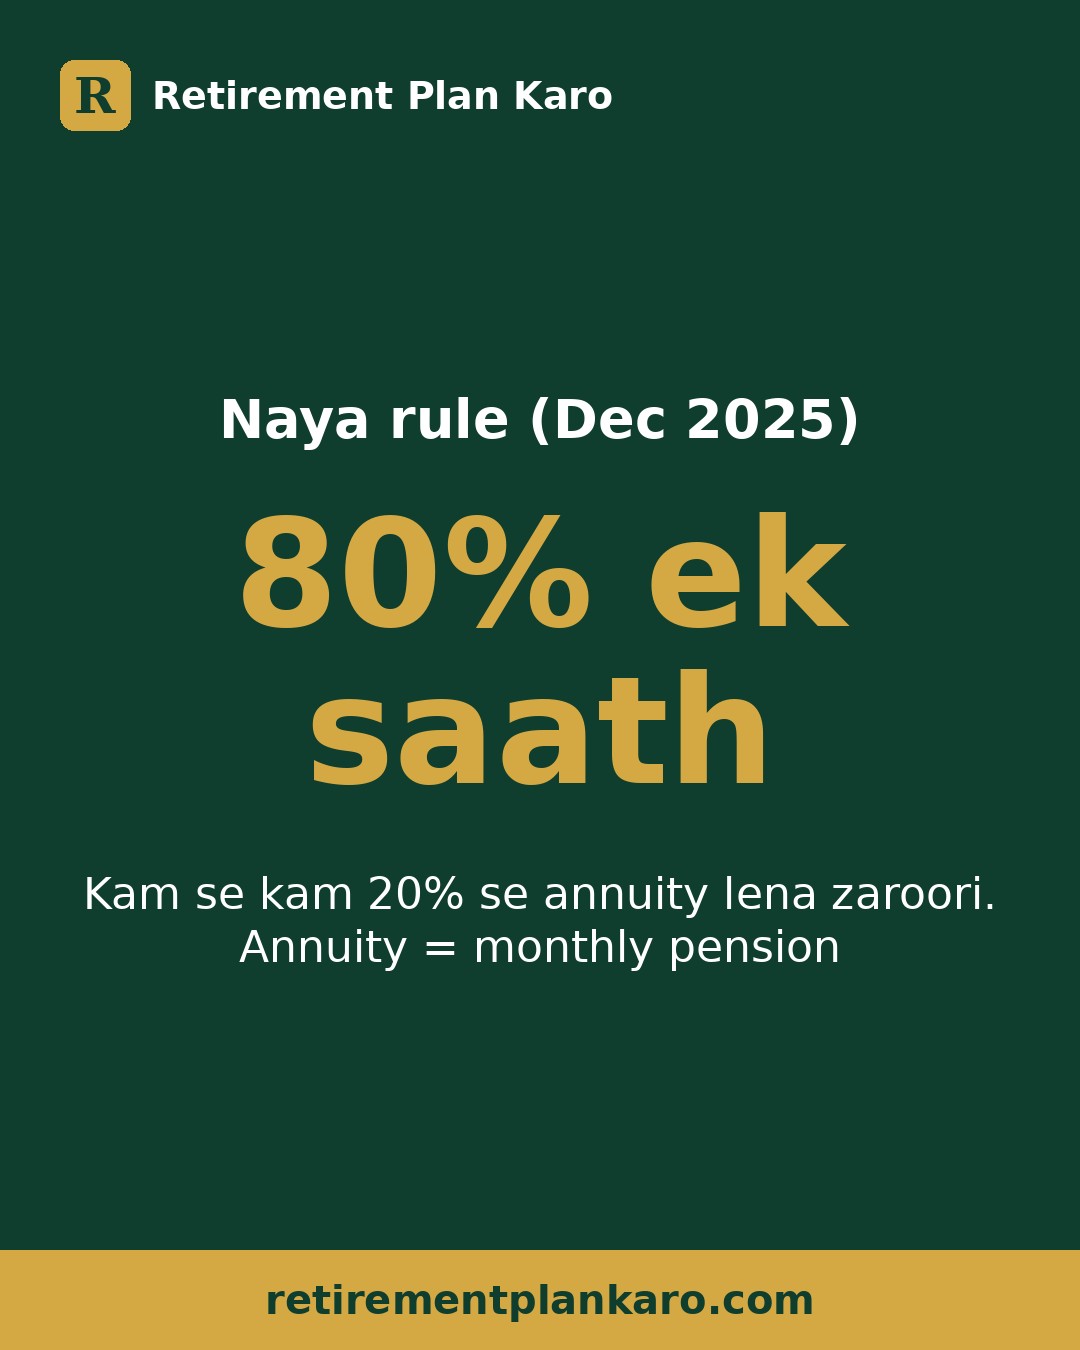 R
Retirement Plan Karo
Naya rule (Dec 2025)
80% ek
saath
Kam se kam 20% se annuity lena zaroori.
Annuity = monthly pension
retirementplankaro.com